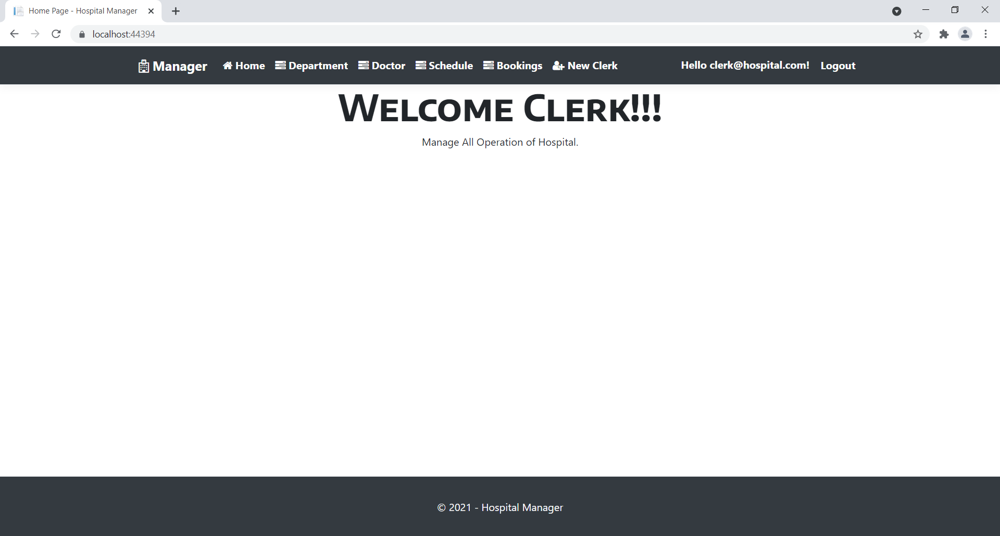 Home Page - Hospital Manager
localhost:44394
Manager Home Department Doctor Schedule Bookings New Clerk Hello clerk@hospital.com! Logout
Welcome Clerk!!!
Manage All Operation of Hospital.
© 2021 - Hospital Manager